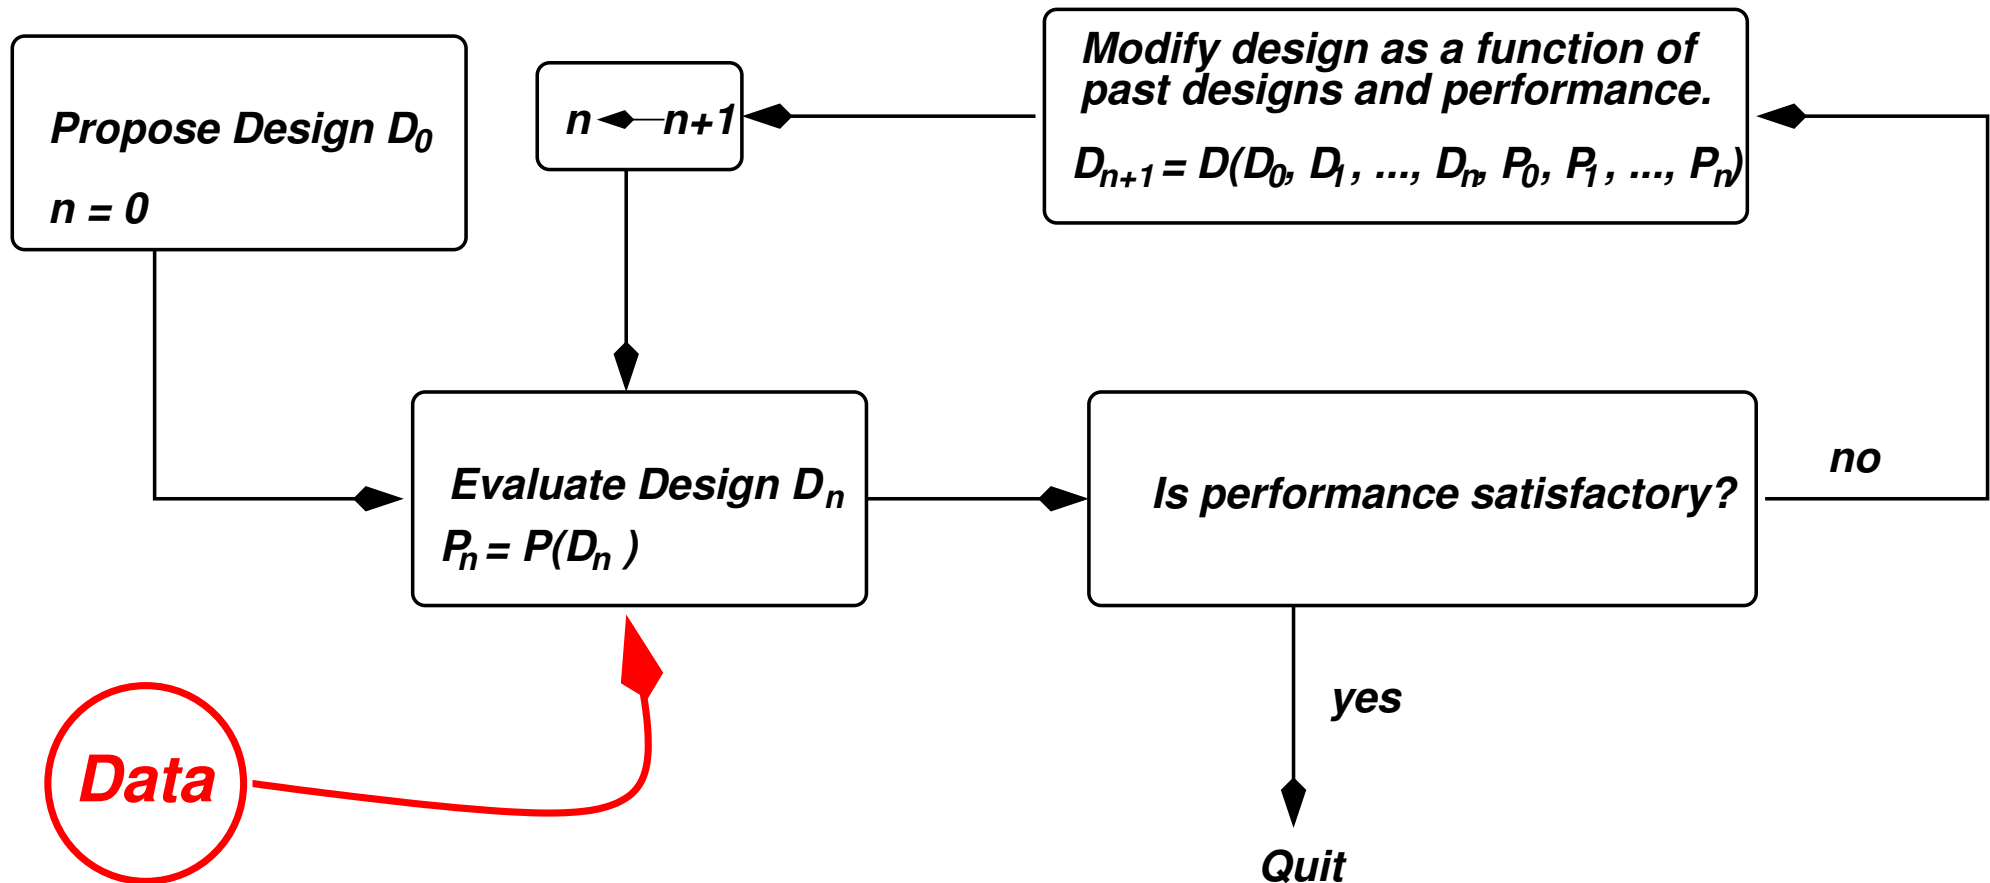 Propose Design D₀
n = 0
n ← n+1
Modify design as a function of
past designs and performance.
Dₙ₊₁ = D(D₀, D₁, ..., Dₙ, P₀, P₁, ..., Pₙ)
Evaluate Design Dₙ
Pₙ = P(Dₙ )
Is performance satisfactory?
no
yes
Data
Quit